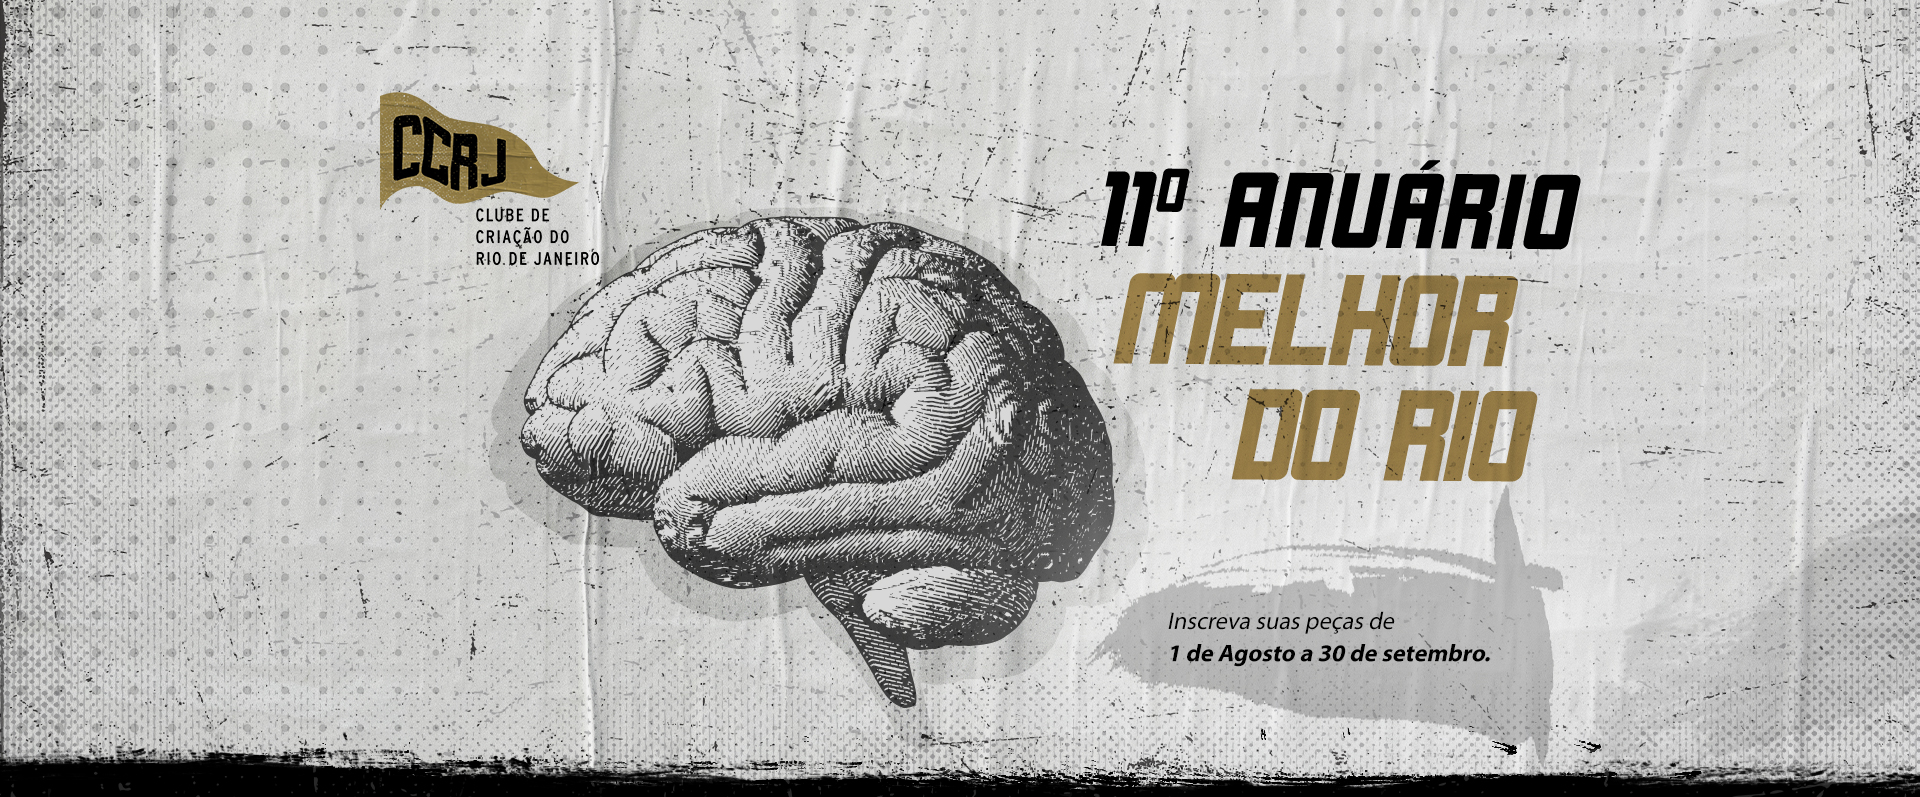 CCRJ
CLUBE DE
CRIAÇÃO DO
RIO DE JANEIRO
11º ANUÁRIO
MELHOR
DO RIO
Inscreva suas peças de
1 de Agosto a 30 de setembro.